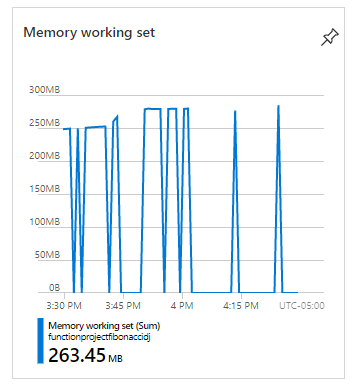 Memory working set
300MB
250MB
200MB
150MB
100MB
50MB
0B
3:30 PM 3:45 PM 4 PM 4:15 PM UTC-05:00
Memory working set (Sum)
functionprojectfibonaccidj
263.45 MB